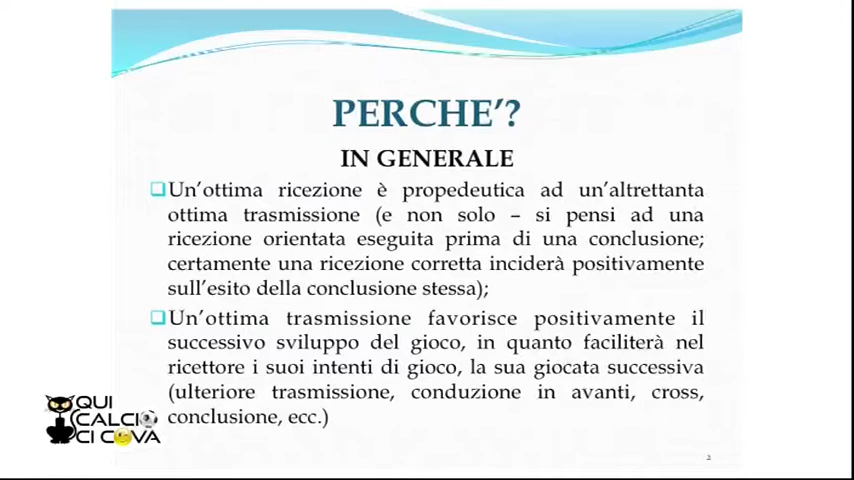 PERCHE’?
IN GENERALE
Un’ottima ricezione è propedeutica ad un’altrettanta
ottima trasmissione (e non solo – si pensi ad una
ricezione orientata eseguita prima di una conclusione;
certamente una ricezione corretta inciderà positivamente
sull’esito della conclusione stessa);
Un’ottima trasmissione favorisce positivamente il
successivo sviluppo del gioco, in quanto faciliterà nel
ricettore i suoi intenti di gioco, la sua giocata successiva
(ulteriore trasmissione, conduzione in avanti, cross,
conclusione, ecc.)
QUI
CALCIO
CI COVA
2